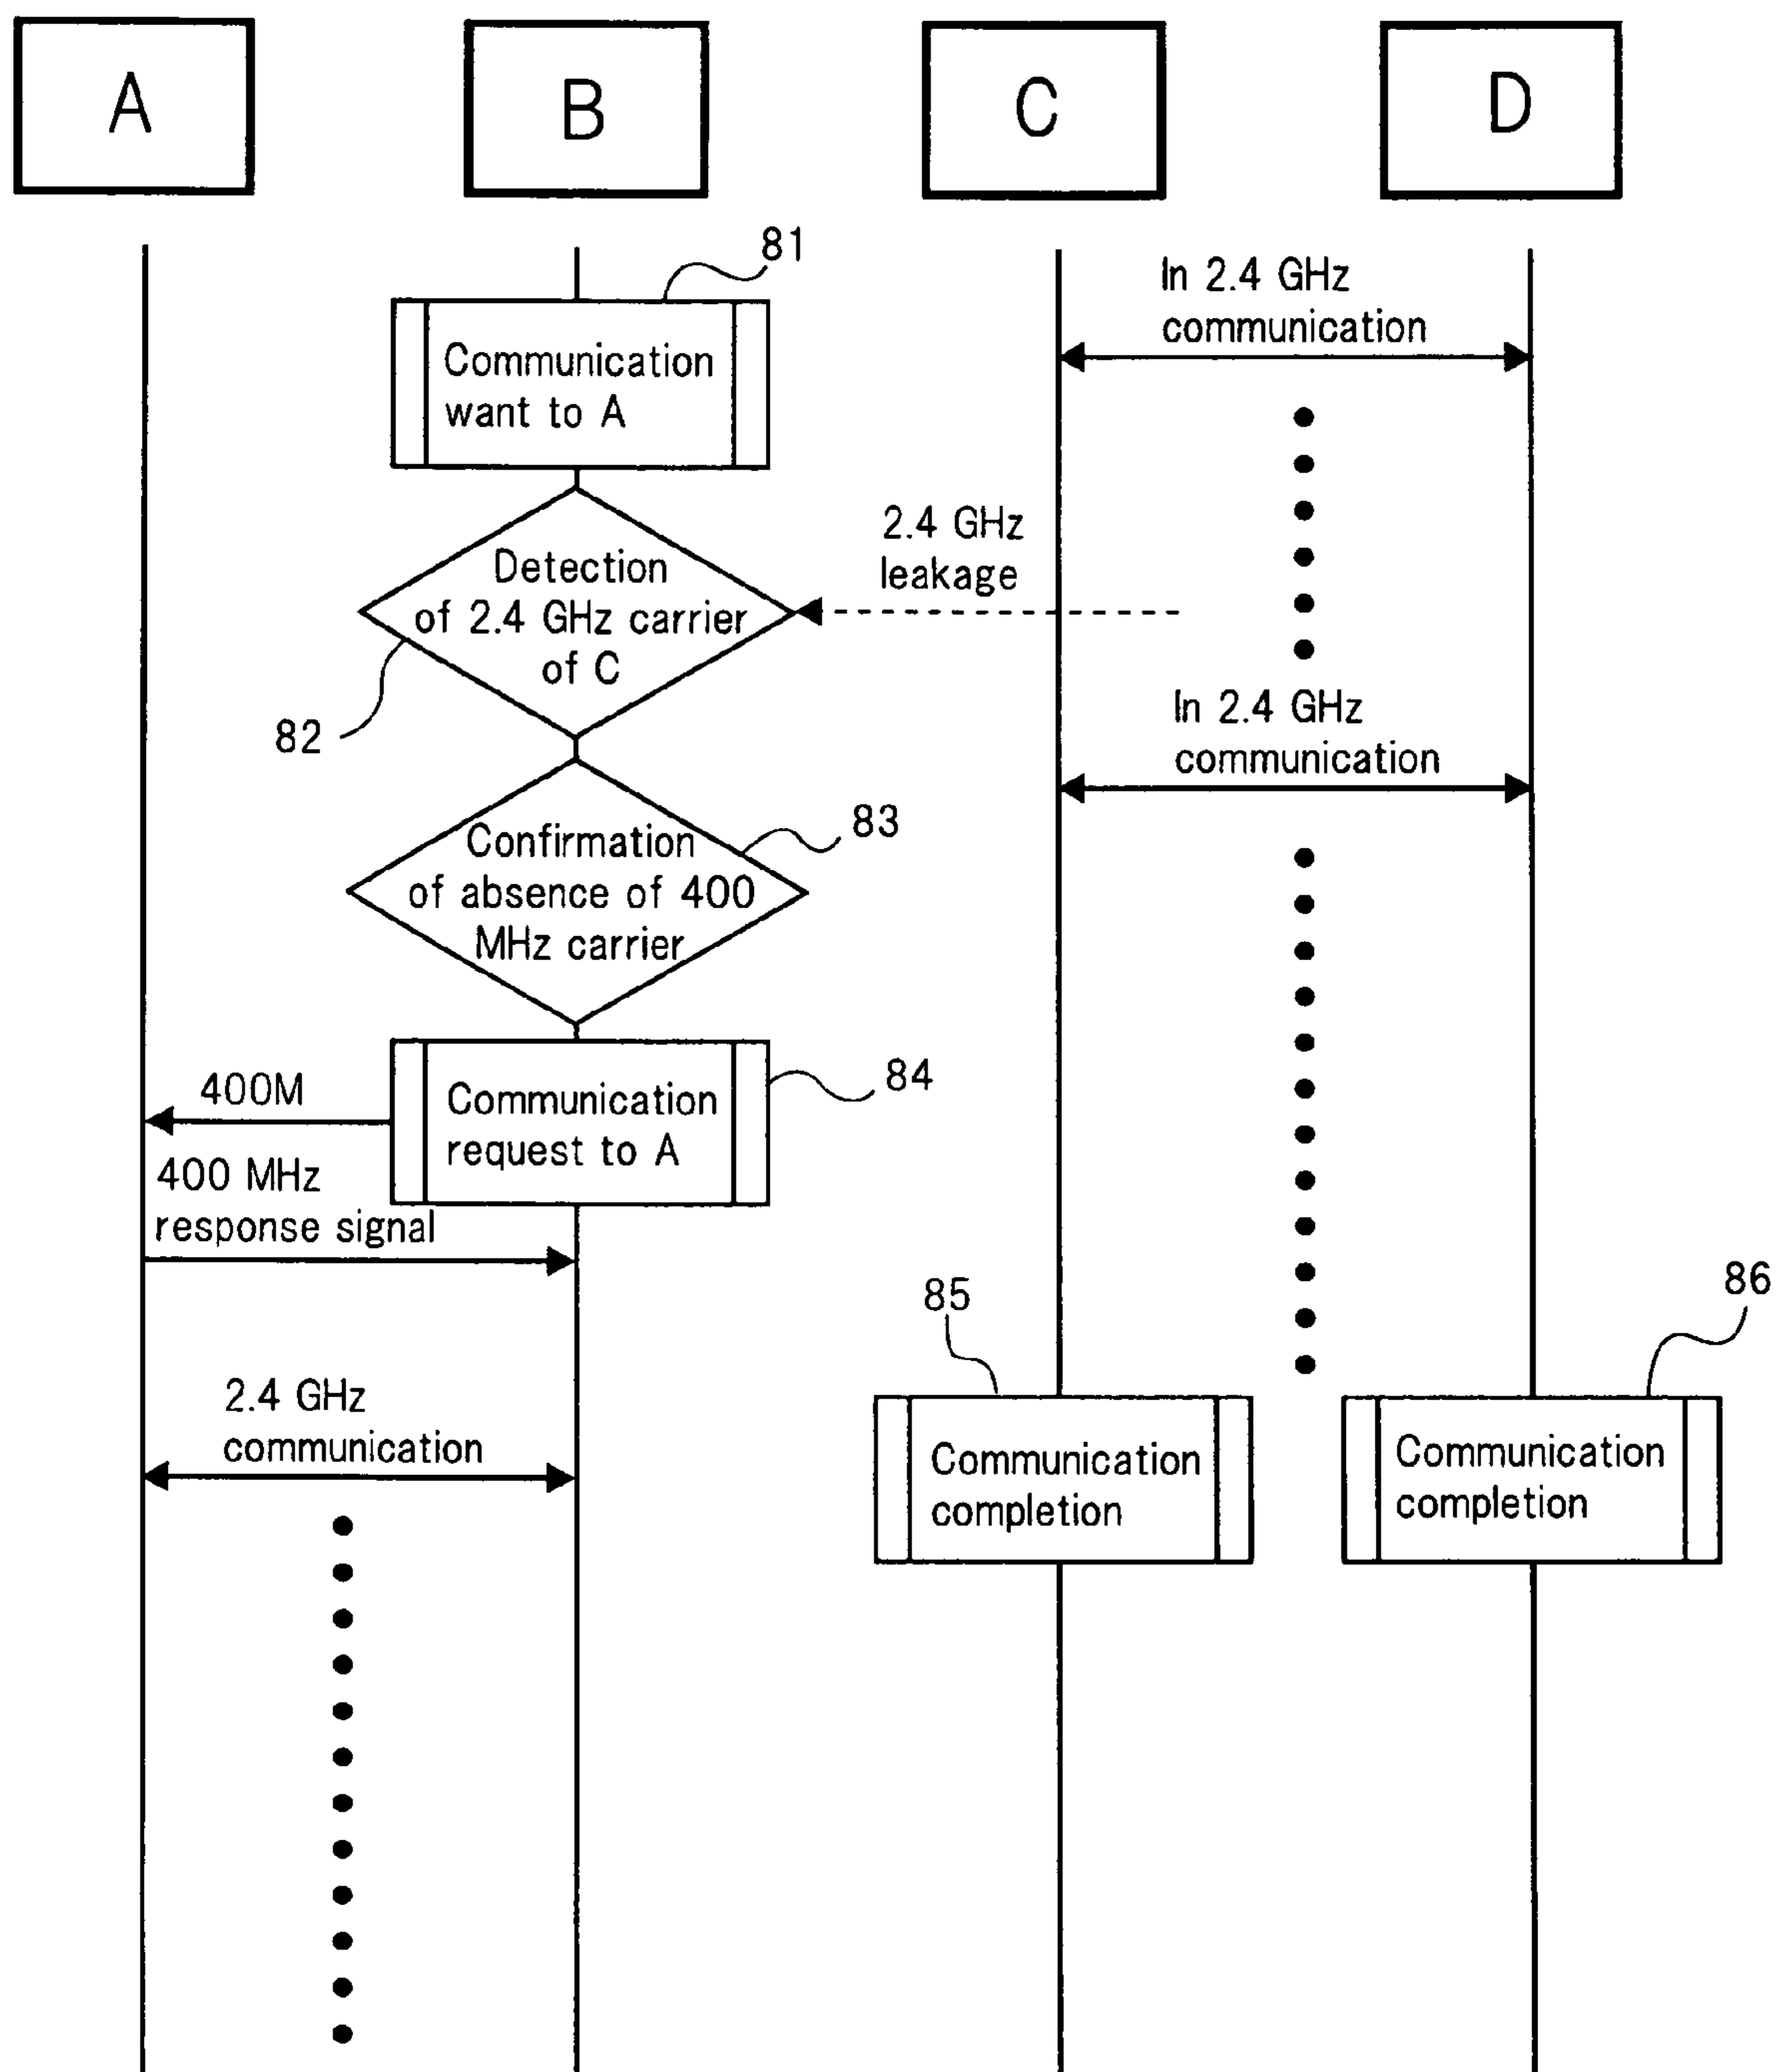 A
B
C
D
81
In 2.4 GHz
communication
Communication
want to A
2.4 GHz
leakage
Detection
of 2.4 GHz carrier
of C
82
In 2.4 GHz
communication
83
Confirmation
of absence of 400
MHz carrier
84
400M
Communication
request to A
400 MHz
response signal
85
86
2.4 GHz
communication
Communication
completion
Communication
completion